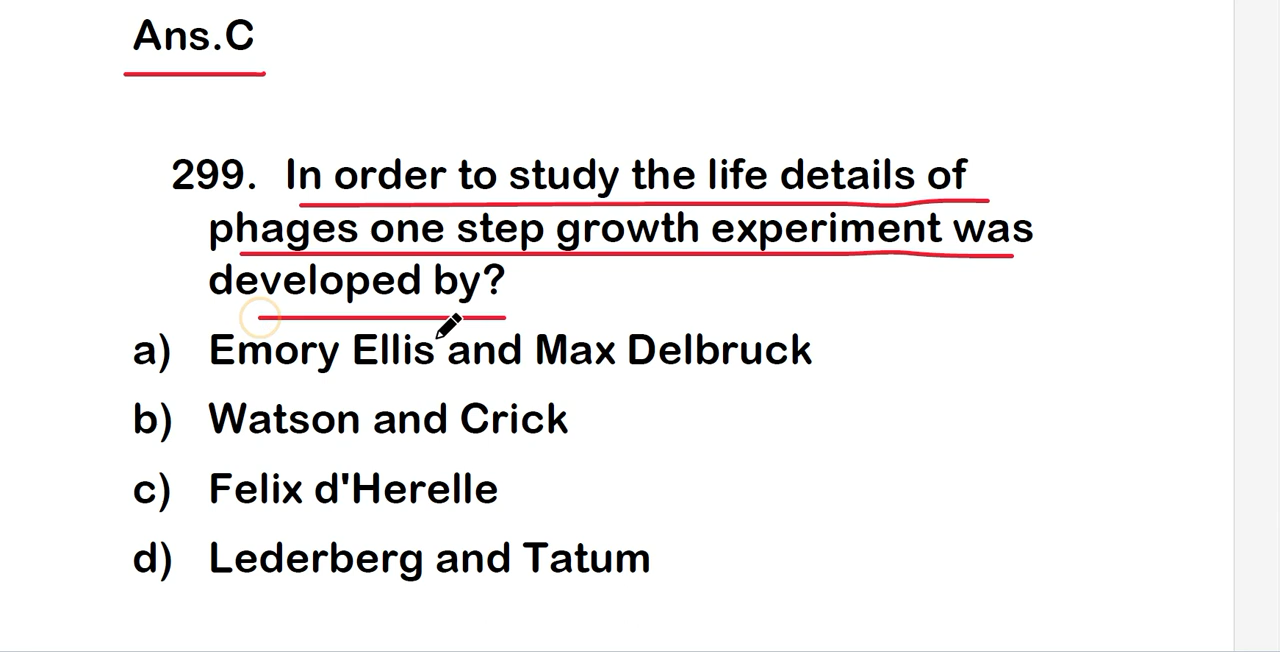 Ans.C
299. In order to study the life details of
phages one step growth experiment was
developed by?
a) Emory Ellis and Max Delbruck
b) Watson and Crick
c) Felix d'Herelle
d) Lederberg and Tatum